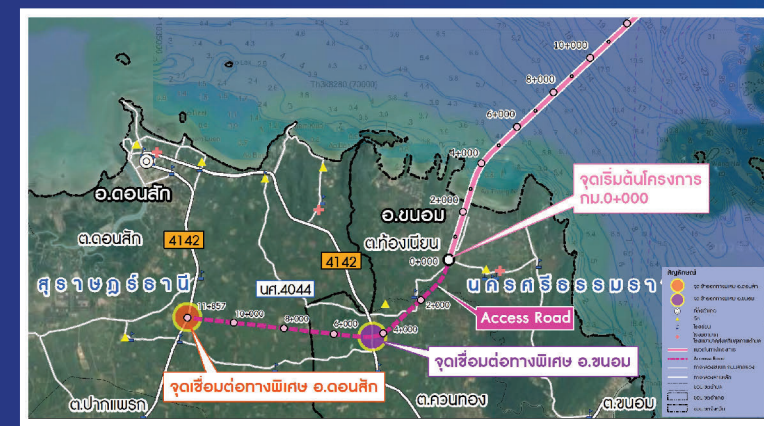 10+000
8+000
6+000
4+000
2+000
จุดเริ่มต้นโครงการ
กม.0+000
อ.ดอนสัก
อ.ขนอม
ต.ดอนสัก
4142
ต.ท้องเนียน
0+000
4142
สุราษฎร์ธานี
นศ.4044
นครศรีธรรมรา
สัญลักษณ์
2+000
11+857
10+000
8+000
6+000
4+000
Access Road
จุดเชื่อมต่อทางพิเศษ อ.ขนอม
จุดเชื่อมต่อทางพิเศษ อ.ดอนสัก
ต.ปากแพรก
ต.ควนทอง
ต.ขนอม